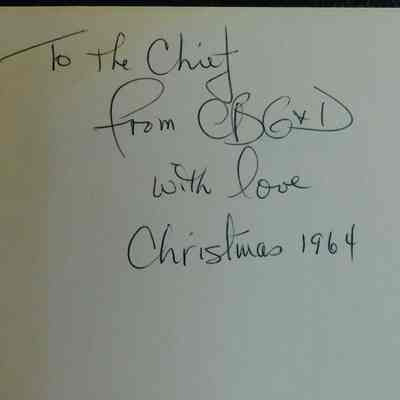 To the Chief
from CBG+D
with love
Christmas 1964